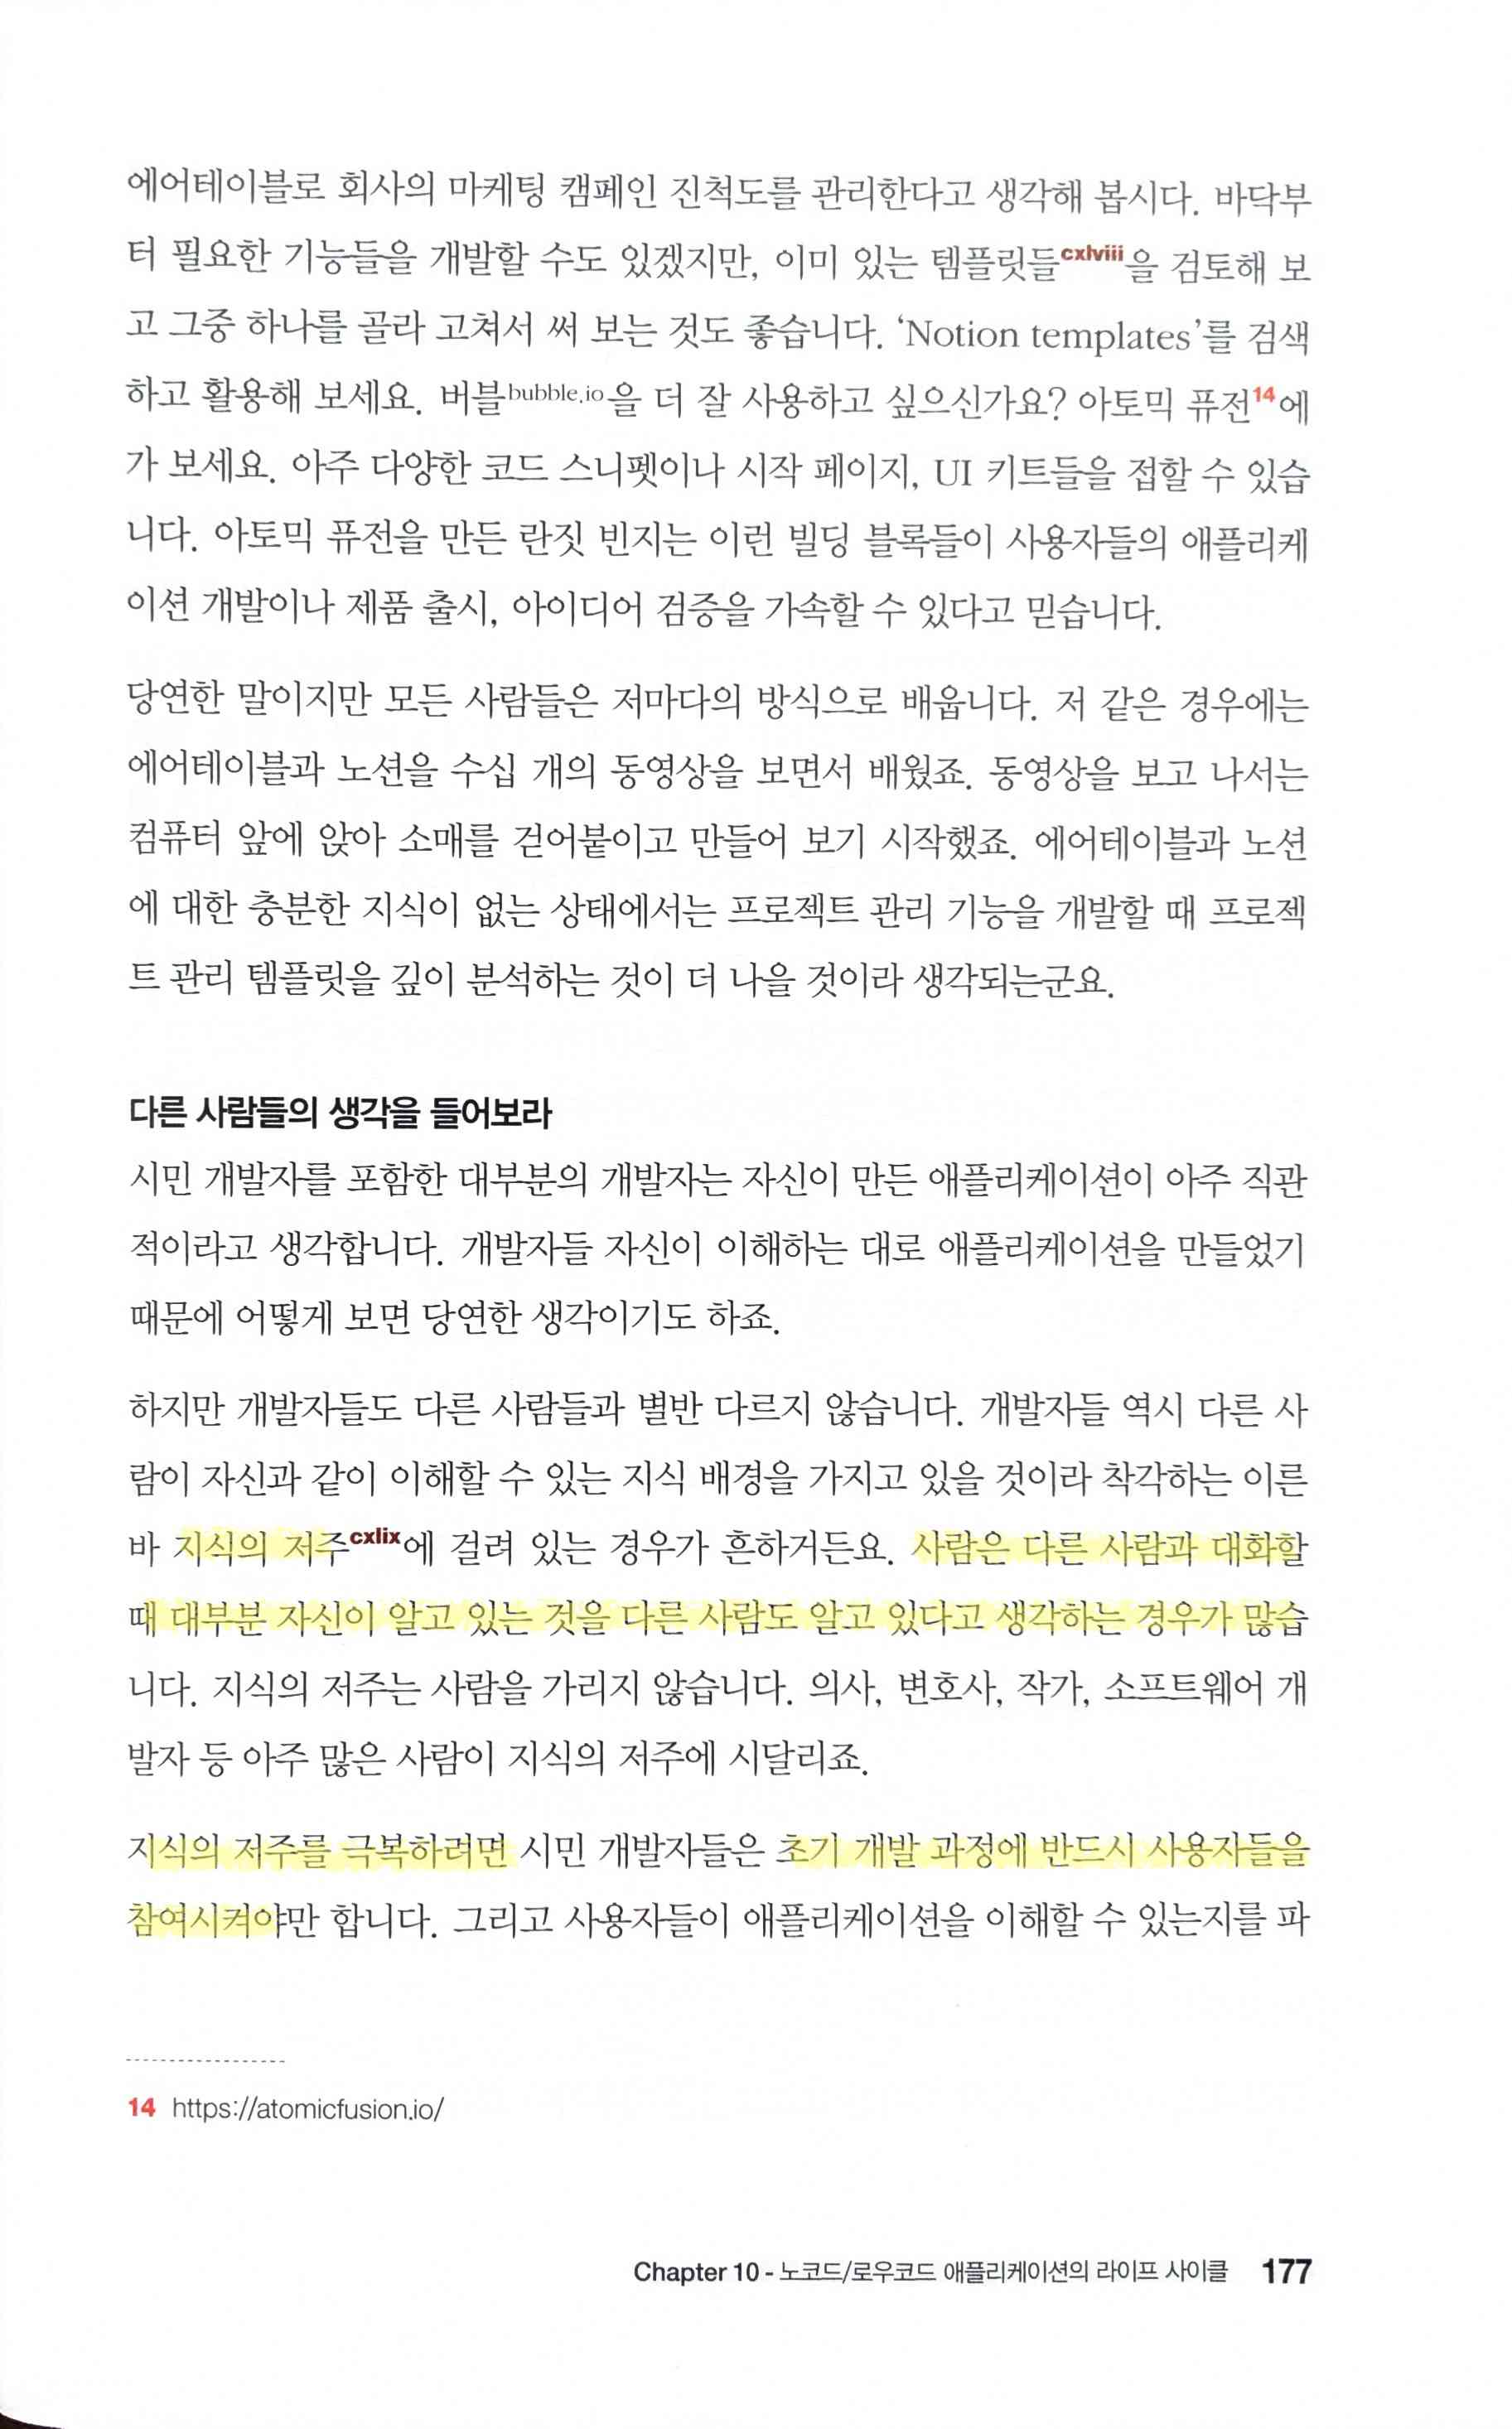 에어테이블로 회사의 마케팅 캠페인 진척도를 관리한다고 생각해 봅시다. 바닥부
터 필요한 기능들을 개발할 수도 있겠지만, 이미 있는 템플릿들cxlviii을 검토해 보
고 그중 하나를 골라 고쳐서 써 보는 것도 좋습니다. ‘Notion templates’를 검색
하고 활용해 보세요. 버블bubble.io을 더 잘 사용하고 싶으신가요? 아토믹 퓨전14에
가 보세요. 아주 다양한 코드 스니펫이나 시작 페이지, UI 키트들을 접할 수 있습
니다. 아토믹 퓨전을 만든 란짓 빈지는 이런 빌딩 블록들이 사용자들의 애플리케
이션 개발이나 제품 출시, 아이디어 검증을 가속할 수 있다고 믿습니다.
당연한 말이지만 모든 사람들은 저마다의 방식으로 배웁니다. 저 같은 경우에는
에어테이블과 노션을 수십 개의 동영상을 보면서 배웠죠. 동영상을 보고 나서는
컴퓨터 앞에 앉아 소매를 걷어붙이고 만들어 보기 시작했죠. 에어테이블과 노션
에 대한 충분한 지식이 없는 상태에서는 프로젝트 관리 기능을 개발할 때 프로젝
트 관리 템플릿을 깊이 분석하는 것이 더 나을 것이라 생각되는군요.
다른 사람들의 생각을 들어보라
시민 개발자를 포함한 대부분의 개발자는 자신이 만든 애플리케이션이 아주 직관
적이라고 생각합니다. 개발자들 자신이 이해하는 대로 애플리케이션을 만들었기
때문에 어떻게 보면 당연한 생각이기도 하죠.
하지만 개발자들도 다른 사람들과 별반 다르지 않습니다. 개발자들 역시 다른 사
람이 자신과 같이 이해할 수 있는 지식 배경을 가지고 있을 것이라 착각하는 이른
바 지식의 저주cxlix에 걸려 있는 경우가 흔하거든요. 사람은 다른 사람과 대화할
때 대부분 자신이 알고 있는 것을 다른 사람도 알고 있다고 생각하는 경우가 많습
니다. 지식의 저주는 사람을 가리지 않습니다. 의사, 변호사, 작가, 소프트웨어 개
발자 등 아주 많은 사람이 지식의 저주에 시달리죠.
지식의 저주를 극복하려면 시민 개발자들은 초기 개발 과정에 반드시 사용자들을
참여시켜야만 합니다. 그리고 사용자들이 애플리케이션을 이해할 수 있는지를 파
14 https://atomicfusion.io/
Chapter 10 - 노코드/로우코드 애플리케이션의 라이프 사이클 177